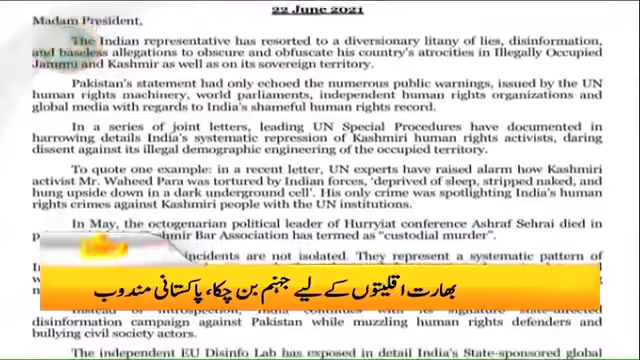 22 June 2021
Madam President,
The Indian representative has resorted to a diversionary litany of lies, disinformation,
and baseless allegations to obscure and obfuscate his country's atrocities in Illegally Occupied
Jammu and Kashmir as well as on its sovereign territory.
Pakistan's statement had only echoed the numerous public warnings, issued by the UN
human rights machinery, world parliaments, independent human rights organizations and
global media with regards to India's shameful human rights record.
In a series of joint letters, leading UN Special Procedures have documented in
harrowing details India's systematic repression of Kashmiri human rights activists, daring
dissent against its illegal demographic engineering of the occupied territory.
To quote one example: in a recent letter, UN experts have raised alarm how Kashmiri
activist Mr. Waheed Para was tortured by Indian forces, 'deprived of sleep, stripped naked, and
hung upside down in a dark underground cell'. His only crime was spotlighting India's human
rights crimes against Kashmiri people with the UN institutions.
In May, the octogenarian political leader of Hurryiat conference Ashraf Sehrai died in
Bar Association has termed as "custodial murder".
incidents are not isolated. They represent a systematic pattern of
بھارت اقلیتوں کے لیے جہنم بن چکا، پاکستانی مندوب
disinformation campaign against Pakistan while muzzling human rights defenders and
bullying civil society actors.
The independent EU Disinfo Lab has exposed in detail India's State-sponsored global